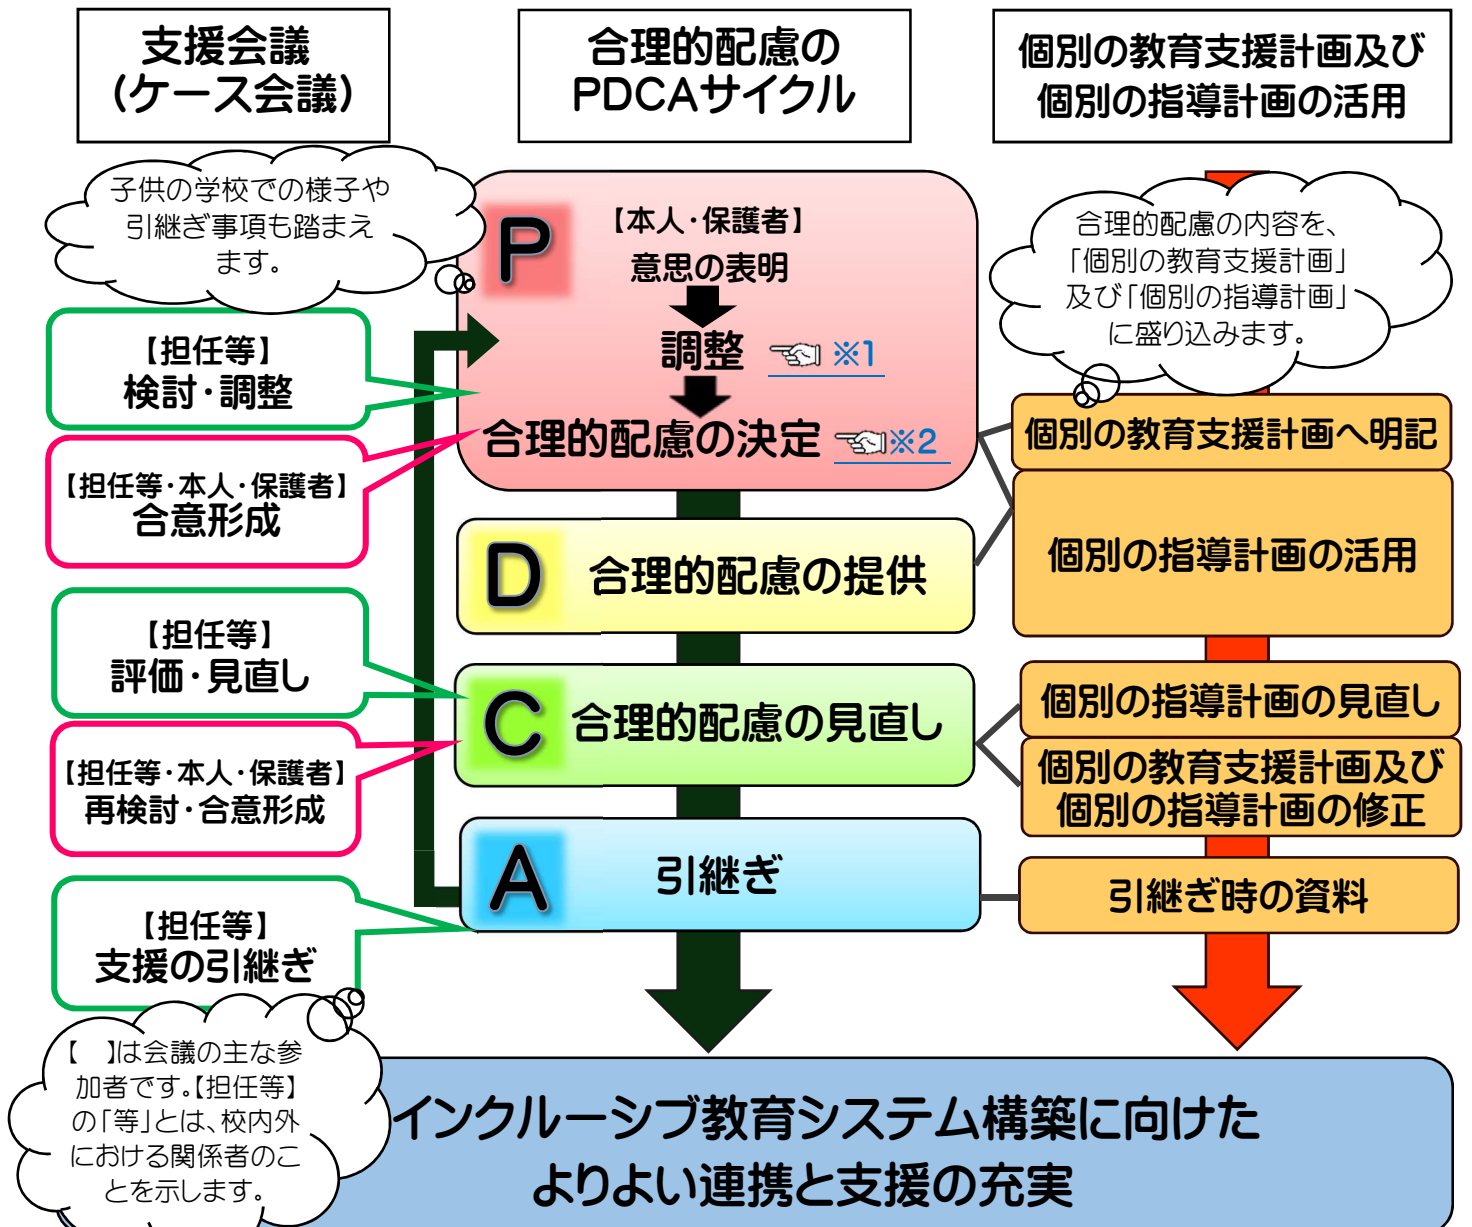 支援会議
（ケース会議）
合理的配慮の
PDCAサイクル
個別の教育支援計画及び
個別の指導計画の活用
子供の学校での様子や
引継ぎ事項も踏まえ
ます。
【担任等】
検討・調整
【担任等・本人・保護者】
合意形成
【担任等】
評価・見直し
【担任等・本人・保護者】
再検討・合意形成
【担任等】
支援の引継ぎ
【　】は会議の主な参
加者です。【担任等】
の「等」とは、校内外
における関係者のこ
とを示します。
P
【本人・保護者】
意思の表明
調整 ☜ ※1
合理的配慮の決定 ☜※2
D
合理的配慮の提供
C
合理的配慮の見直し
A
引継ぎ
合理的配慮の内容を、
「個別の教育支援計画」
及び「個別の指導計画」
に盛り込みます。
個別の教育支援計画へ明記
個別の指導計画の活用
個別の指導計画の見直し
個別の教育支援計画及び
個別の指導計画の修正
引継ぎ時の資料
インクルーシブ教育システム構築に向けた
よりよい連携と支援の充実